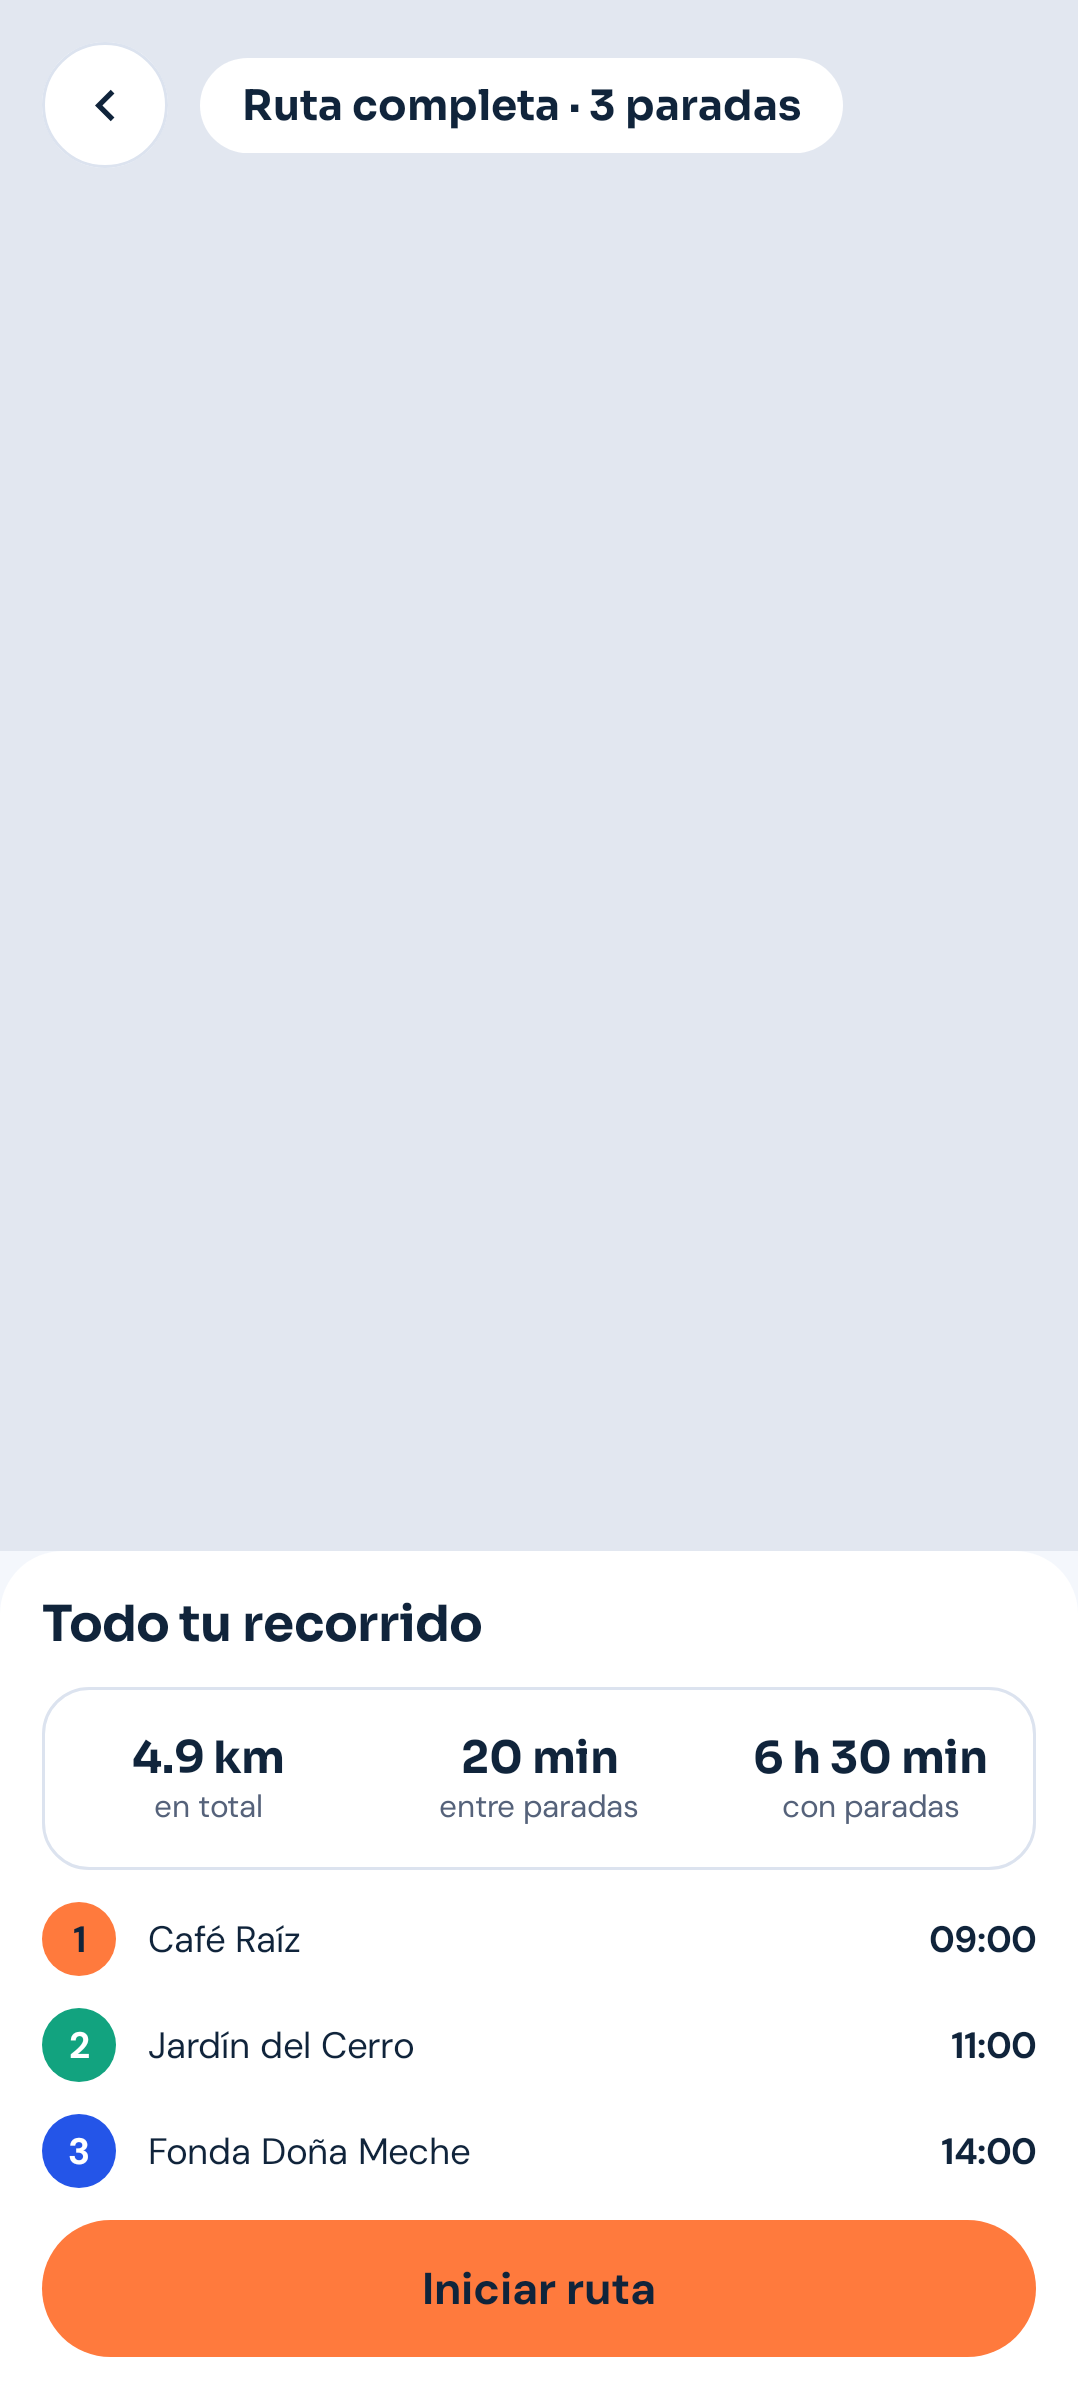 Ruta completa · 3 paradas
Todo tu recorrido
4.9 km 20 min 6 h 30 min
en total entre paradas con paradas
1 Café Raíz 09:00
2 Jardín del Cerro 11:00
3 Fonda Doña Meche 14:00
Iniciar ruta